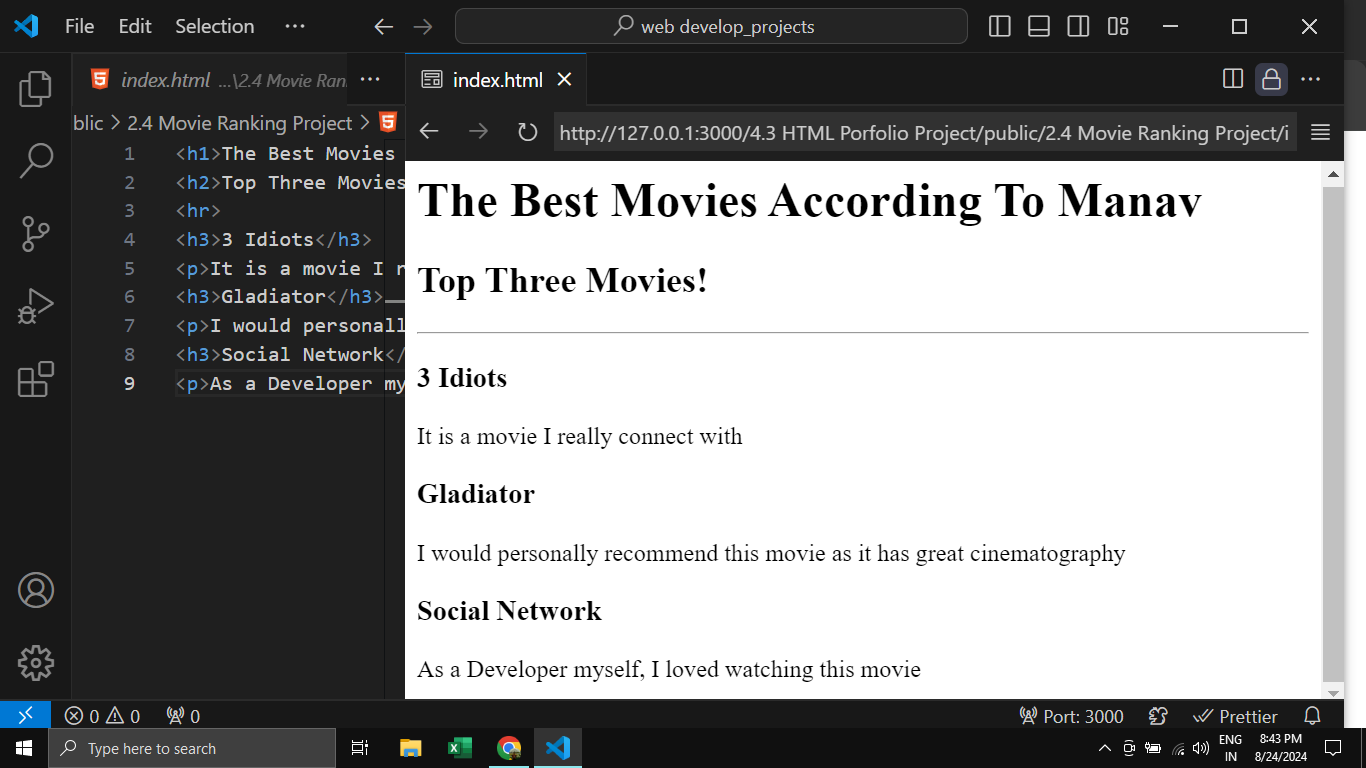 File Edit Selection ··· web develop_projects
index.html ...\2.4 Movie Ran ···
index.html
blic > 2.4 Movie Ranking Project >
http://127.0.0.1:3000/4.3 HTML Porfolio Project/public/2.4 Movie Ranking Project/i
1 <h1>The Best Movies
2 <h2>Top Three Movies
3 <hr>
4 <h3>3 Idiots</h3>
5 <p>It is a movie I r
6 <h3>Gladiator</h3>
7 <p>I would personall
8 <h3>Social Network</
9 <p>As a Developer my
The Best Movies According To Manav
Top Three Movies!
3 Idiots
It is a movie I really connect with
Gladiator
I would personally recommend this movie as it has great cinematography
Social Network
As a Developer myself, I loved watching this movie
0 0 0 Port: 3000 Prettier
Type here to search
ENG
IN
8:43 PM
8/24/2024